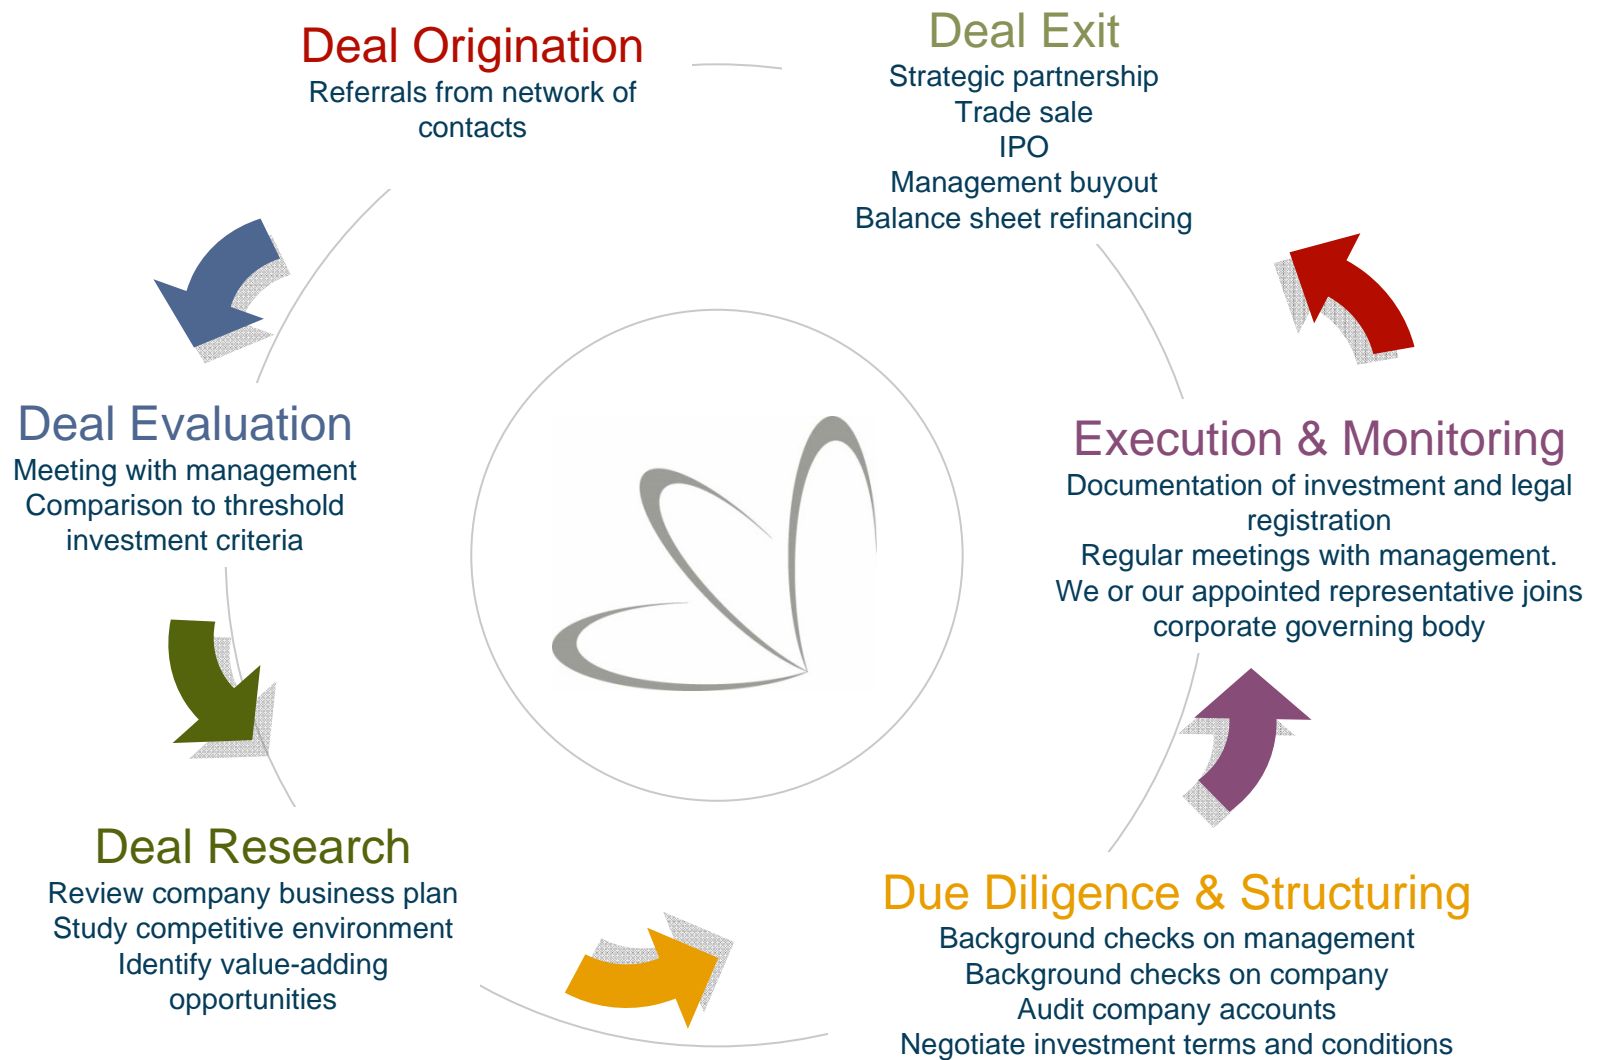 Deal Origination
Referrals from network of
contacts
Deal Exit
Strategic partnership
Trade sale
IPO
Management buyout
Balance sheet refinancing
Deal Evaluation
Meeting with management
Comparison to threshold
investment criteria
Execution & Monitoring
Documentation of investment and legal
registration
Regular meetings with management.
We or our appointed representative joins
corporate governing body
Deal Research
Review company business plan
Study competitive environment
Identify value-adding
opportunities
Due Diligence & Structuring
Background checks on management
Background checks on company
Audit company accounts
Negotiate investment terms and conditions